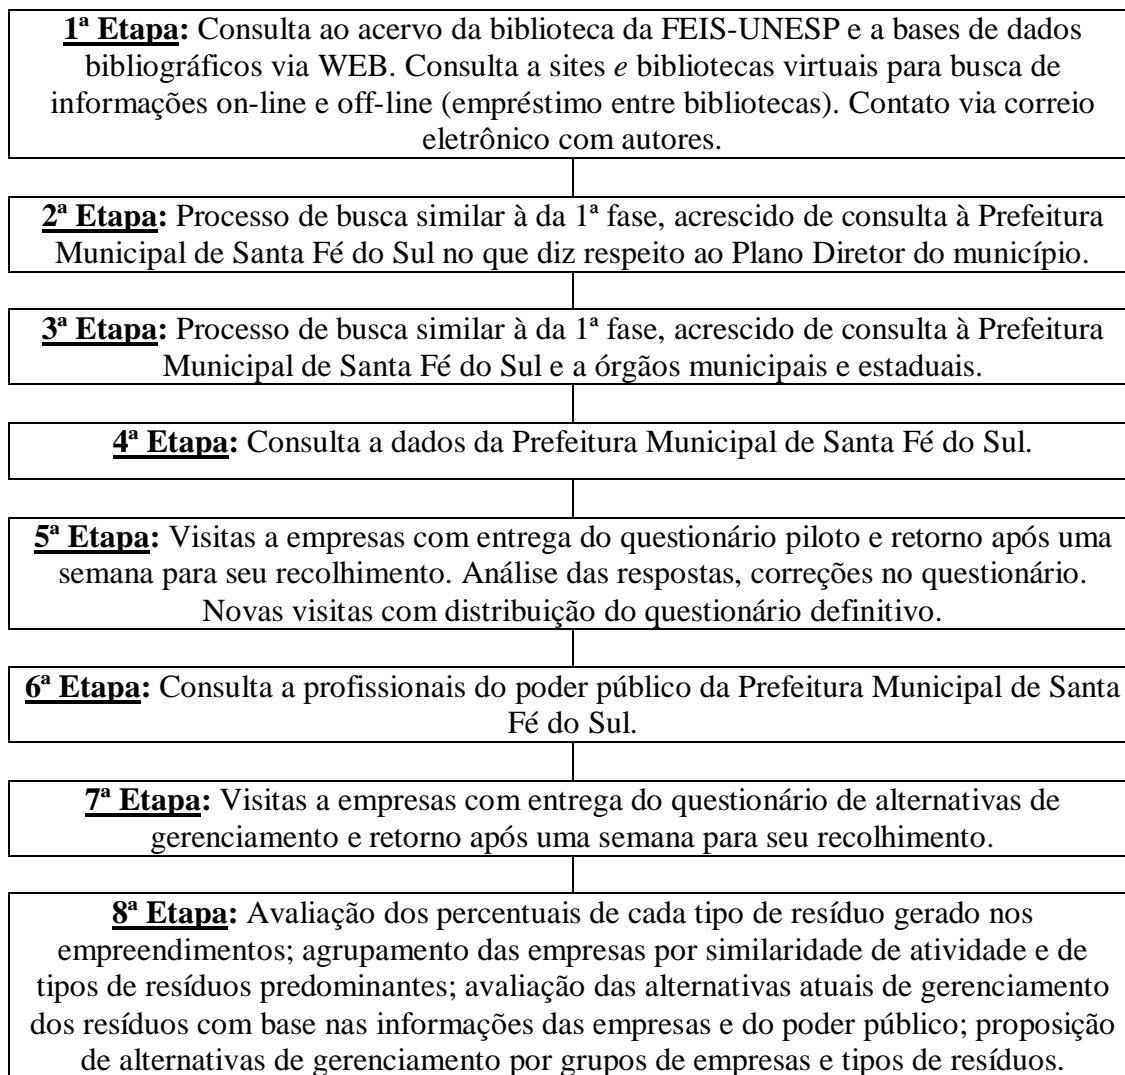 1ª Etapa: Consulta ao acervo da biblioteca da FEIS-UNESP e a bases de dados
bibliográficos via WEB. Consulta a sites e bibliotecas virtuais para busca de
informações on-line e off-line (empréstimo entre bibliotecas). Contato via correio
eletrônico com autores.
2ª Etapa: Processo de busca similar à da 1ª fase, acrescido de consulta à Prefeitura
Municipal de Santa Fé do Sul no que diz respeito ao Plano Diretor do município.
3ª Etapa: Processo de busca similar à da 1ª fase, acrescido de consulta à Prefeitura
Municipal de Santa Fé do Sul e a órgãos municipais e estaduais.
4ª Etapa: Consulta a dados da Prefeitura Municipal de Santa Fé do Sul.
5ª Etapa: Visitas a empresas com entrega do questionário piloto e retorno após uma
semana para seu recolhimento. Análise das respostas, correções no questionário.
Novas visitas com distribuição do questionário definitivo.
6ª Etapa: Consulta a profissionais do poder público da Prefeitura Municipal de Santa
Fé do Sul.
7ª Etapa: Visitas a empresas com entrega do questionário de alternativas de
gerenciamento e retorno após uma semana para seu recolhimento.
8ª Etapa: Avaliação dos percentuais de cada tipo de resíduo gerado nos
empreendimentos; agrupamento das empresas por similaridade de atividade e de
tipos de resíduos predominantes; avaliação das alternativas atuais de gerenciamento
dos resíduos com base nas informações das empresas e do poder público; proposição
de alternativas de gerenciamento por grupos de empresas e tipos de resíduos.